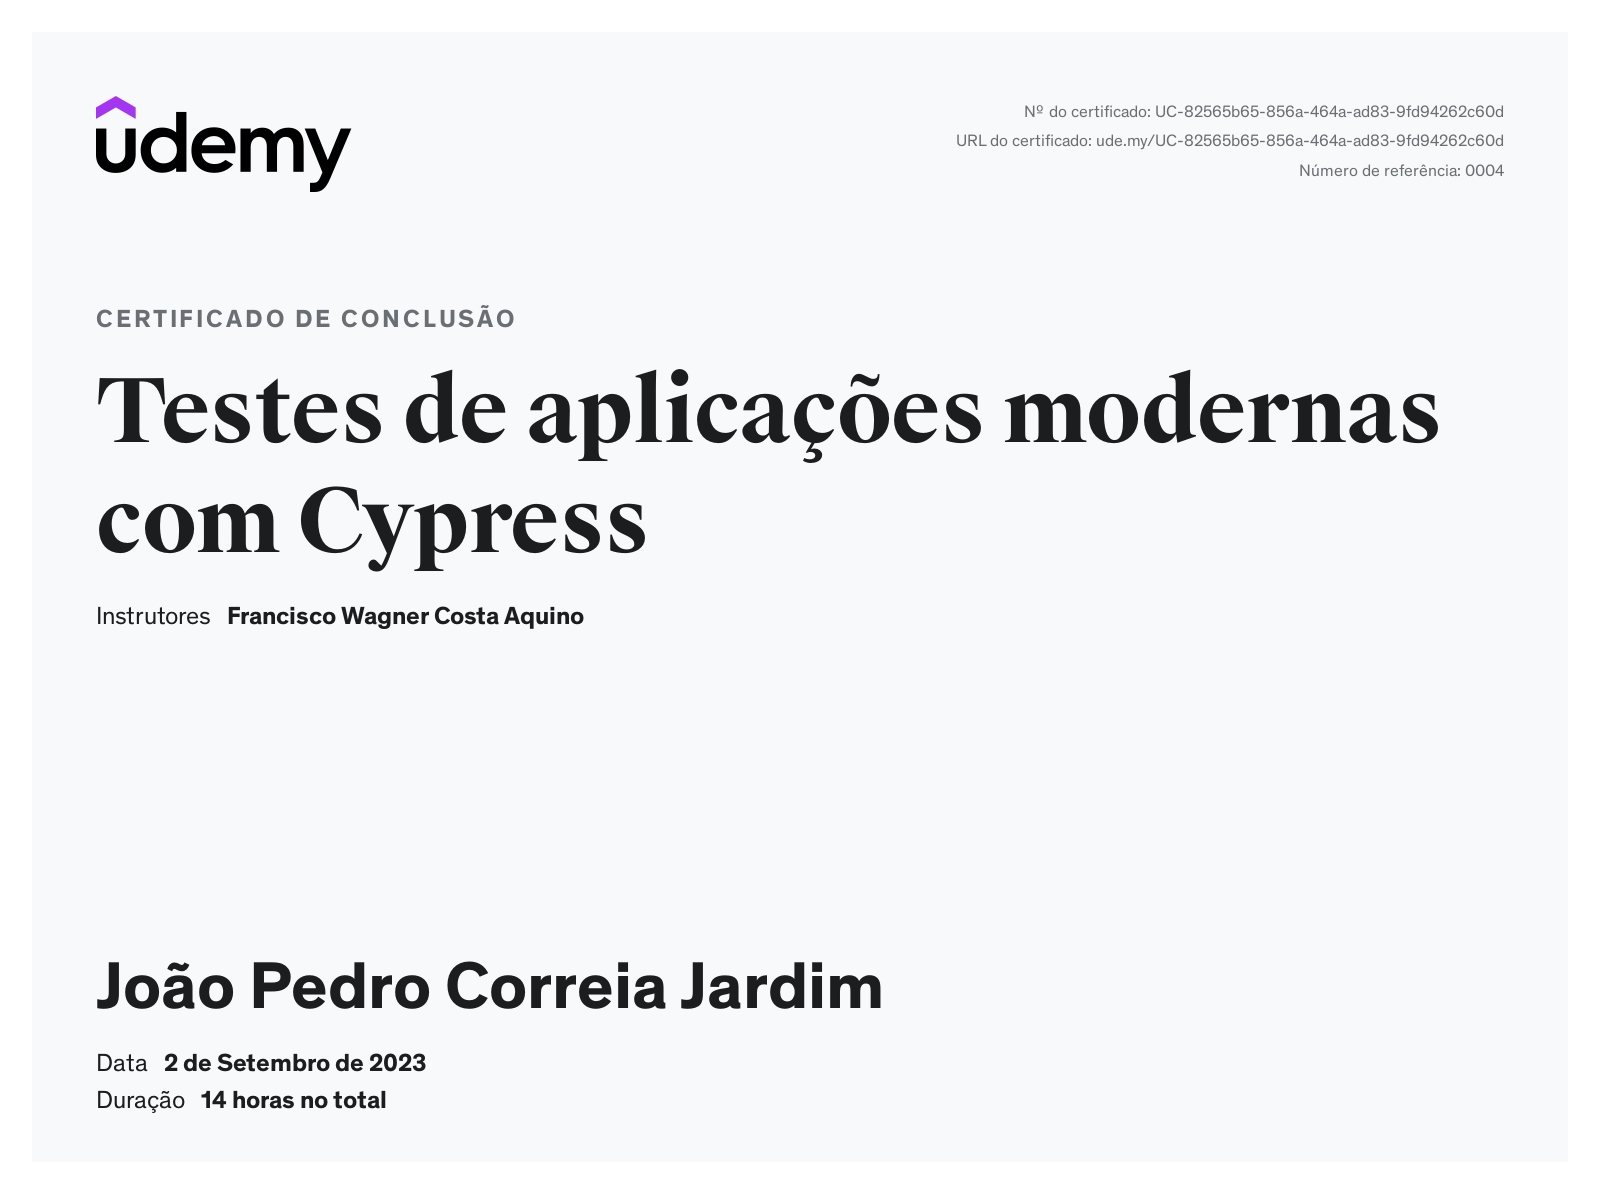 udemy
Nº do certificado: UC-82565b65-856a-464a-ad83-9fd94262c60d
URL do certificado: ude.my/UC-82565b65-856a-464a-ad83-9fd94262c60d
Número de referência: 0004
CERTIFICADO DE CONCLUSÃO
Testes de aplicações modernas
com Cypress
Instrutores Francisco Wagner Costa Aquino
João Pedro Correia Jardim
Data 2 de Setembro de 2023
Duração 14 horas no total